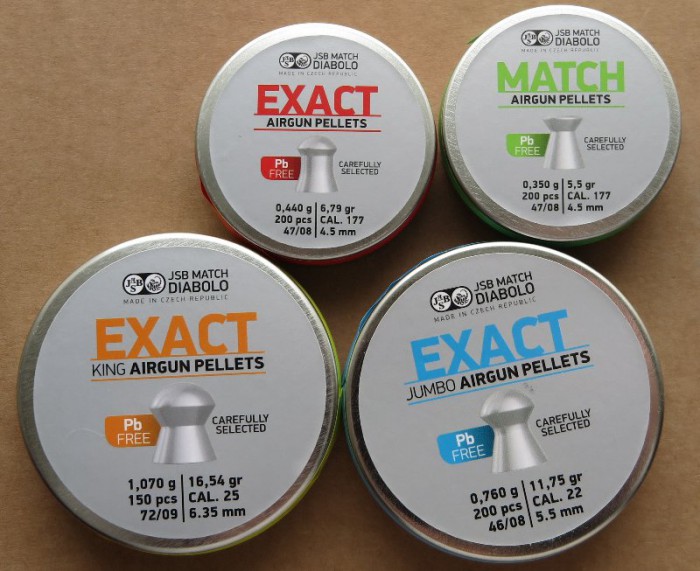 JSB JSB MATCH
DIABOLO
MADE IN CZECH REPUBLIC
EXACT
AIRGUN PELLETS
Pb
FREE
CAREFULLY
SELECTED
0,440 g 6,79 gr
200 pcs CAL. 177
47/08 4.5 mm
JSB JSB MATCH
DIABOLO
MADE IN CZECH REPUBLIC
MATCH
AIRGUN PELLETS
Pb
FREE
CAREFULLY
SELECTED
0,350 g 5,5 gr
200 pcs CAL. 177
47/08 4.5 mm
JSB JSB MATCH
DIABOLO
MADE IN CZECH REPUBLIC
EXACT
KING AIRGUN PELLETS
Pb
FREE
CAREFULLY
SELECTED
1,070 g 16,54 gr
150 pcs CAL. 25
72/09 6.35 mm
JSB JSB MATCH
DIABOLO
MADE IN CZECH REPUBLIC
EXACT
JUMBO AIRGUN PELLETS
Pb
FREE
CAREFULLY
SELECTED
0,760 g 11,75 gr
200 pcs CAL. 22
46/08 5.5 mm